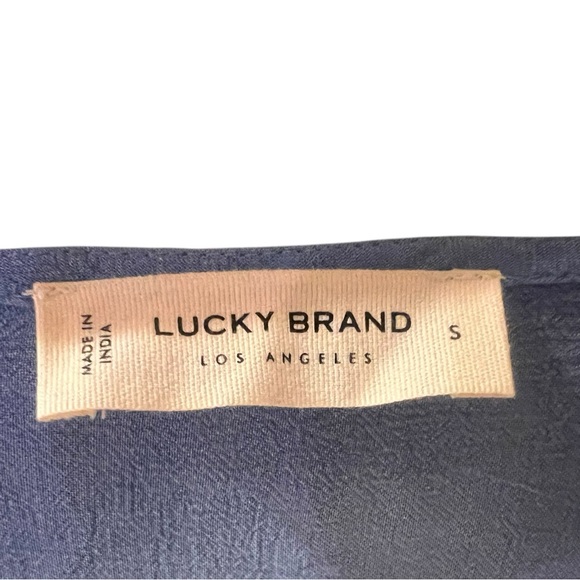 MADE IN
INDIA
LUCKY BRAND
LOS ANGELES
S